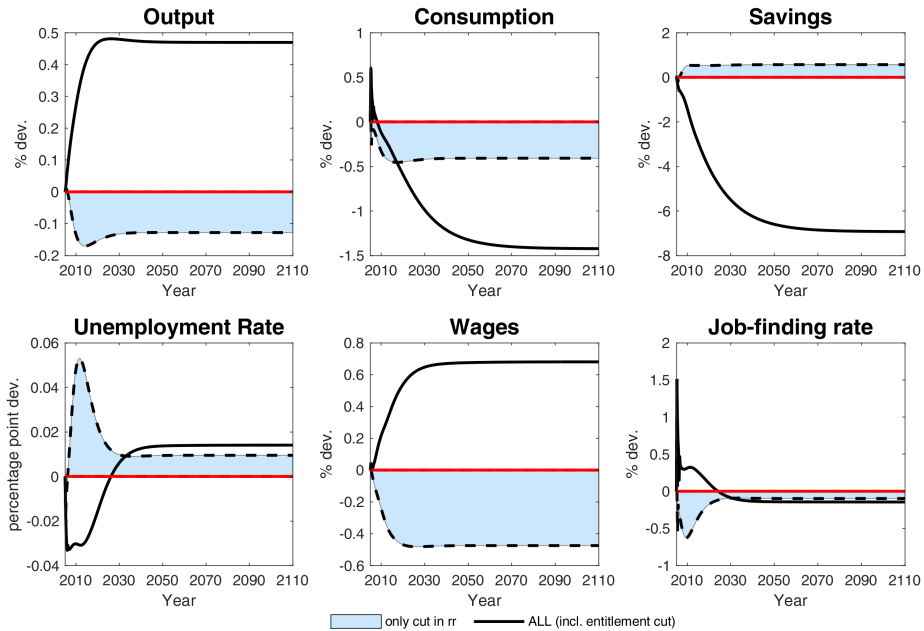 Output
Consumption
Savings
0.5
0.4
0.3
0.2
0.1
0
-0.1
-0.2
% dev.
2010 2030 2050 2070 2090 2110
Year
1
0.5
0
-0.5
-1
-1.5
% dev.
2010 2030 2050 2070 2090 2110
Year
2
0
-2
-4
-6
-8
% dev.
2010 2030 2050 2070 2090 2110
Year
Unemployment Rate
Wages
Job-finding rate
0.06
0.04
0.02
0
-0.02
-0.04
percentage point dev.
2010 2030 2050 2070 2090 2110
Year
0.8
0.6
0.4
0.2
0
-0.2
-0.4
-0.6
% dev.
2010 2030 2050 2070 2090 2110
Year
2
1.5
1
0.5
0
-0.5
-1
% dev.
2010 2030 2050 2070 2090 2110
Year
only cut in rr
ALL (incl. entitlement cut)